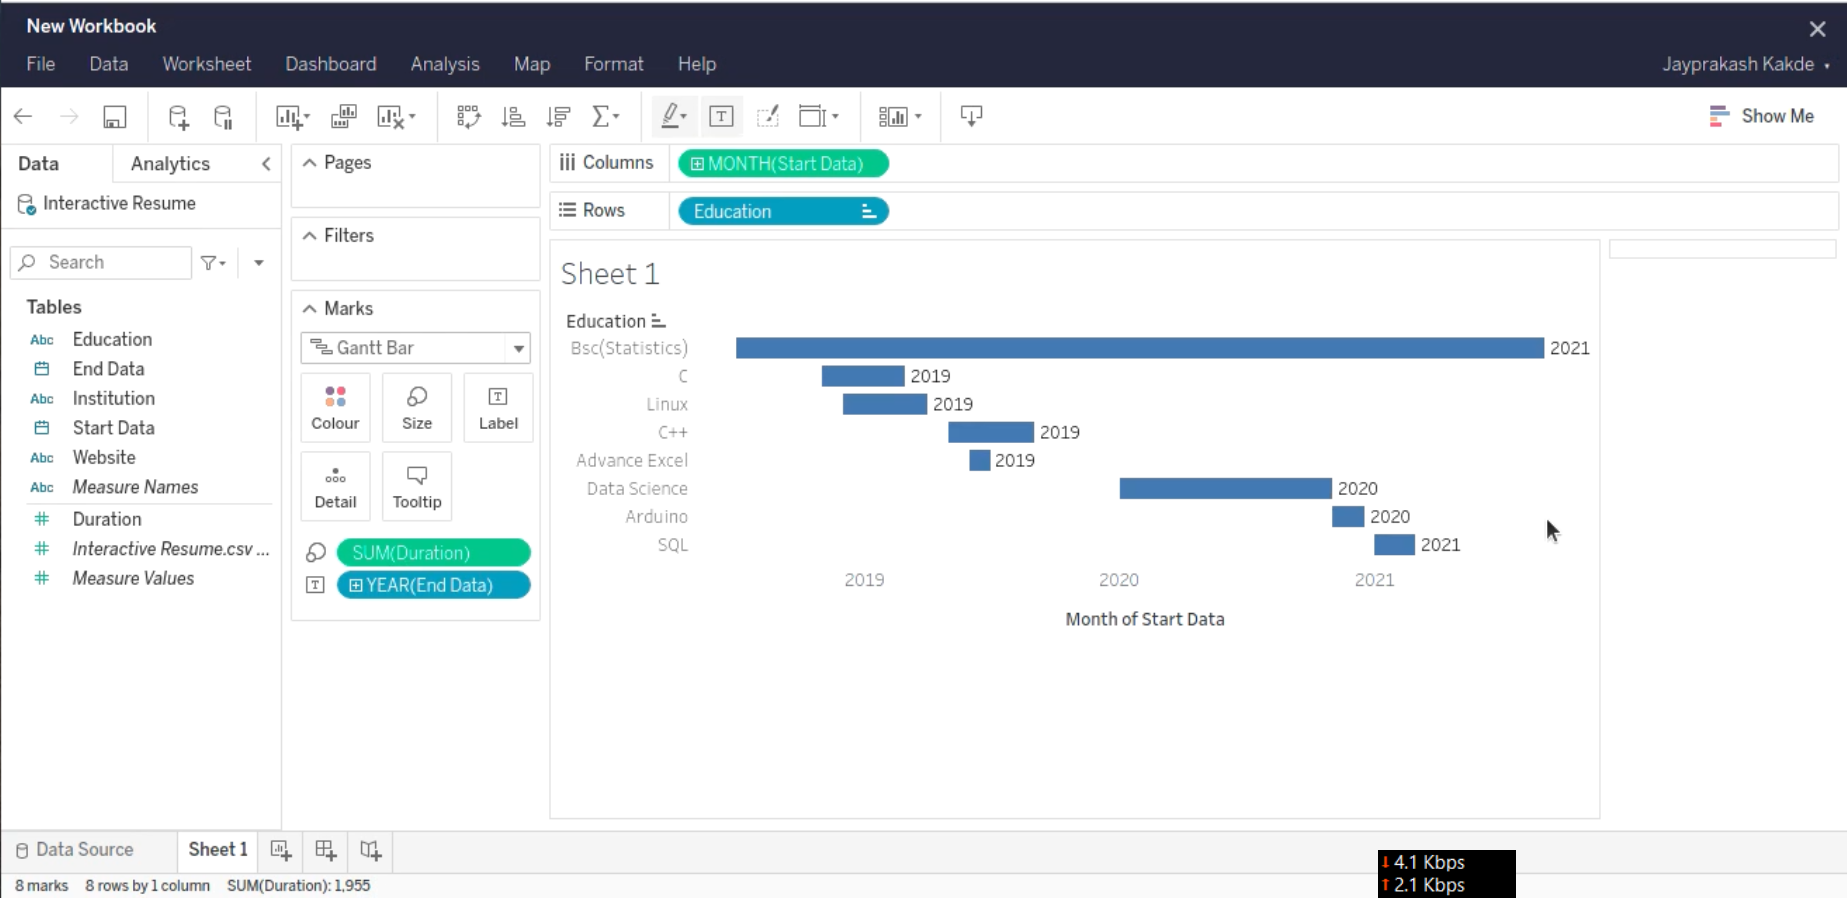 New Workbook
File Data Worksheet Dashboard Analysis Map Format Help
Jayprakash Kakde
Show Me
Data Analytics
Interactive Resume
Search
Tables
Abc Education
End Data
Abc Institution
Start Data
Abc Website
Abc Measure Names
# Duration
# Interactive Resume.csv ...
# Measure Values
Pages
Filters
Marks
Gantt Bar
Colour Size T Label
Detail Tooltip
SUM(Duration)
T YEAR(End Data)
Columns MONTH(Start Data)
Rows Education
Sheet 1
Education
Bsc(Statistics) 2021
C 2019
Linux 2019
C++ 2019
Advance Excel 2019
Data Science 2020
Arduino 2020
SQL 2021
2019 2020 2021
Month of Start Data
Data Source Sheet 1
8 marks 8 rows by 1 column SUM(Duration): 1,955
↓ 4.1 Kbps
↑ 2.1 Kbps